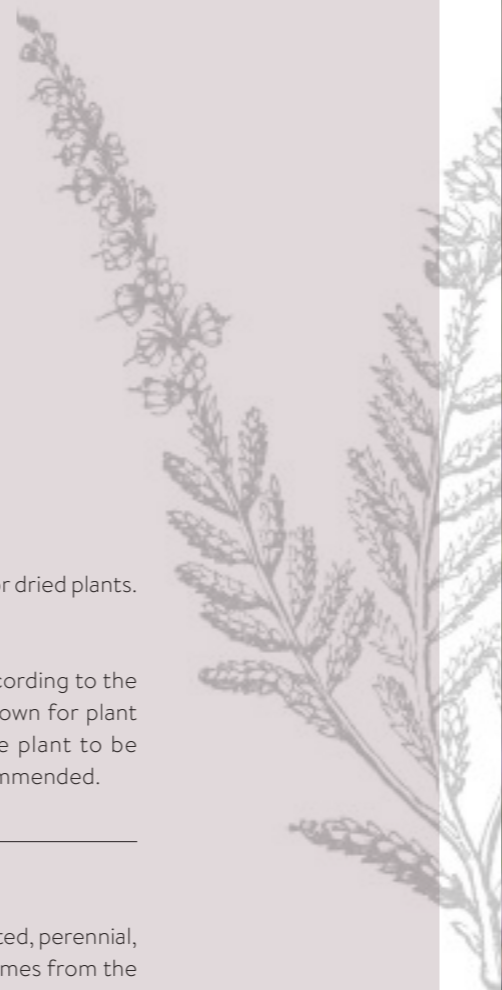 r dried plants.
cording to the
own for plant
e plant to be
mmended.
ted, perennial,
mes from the